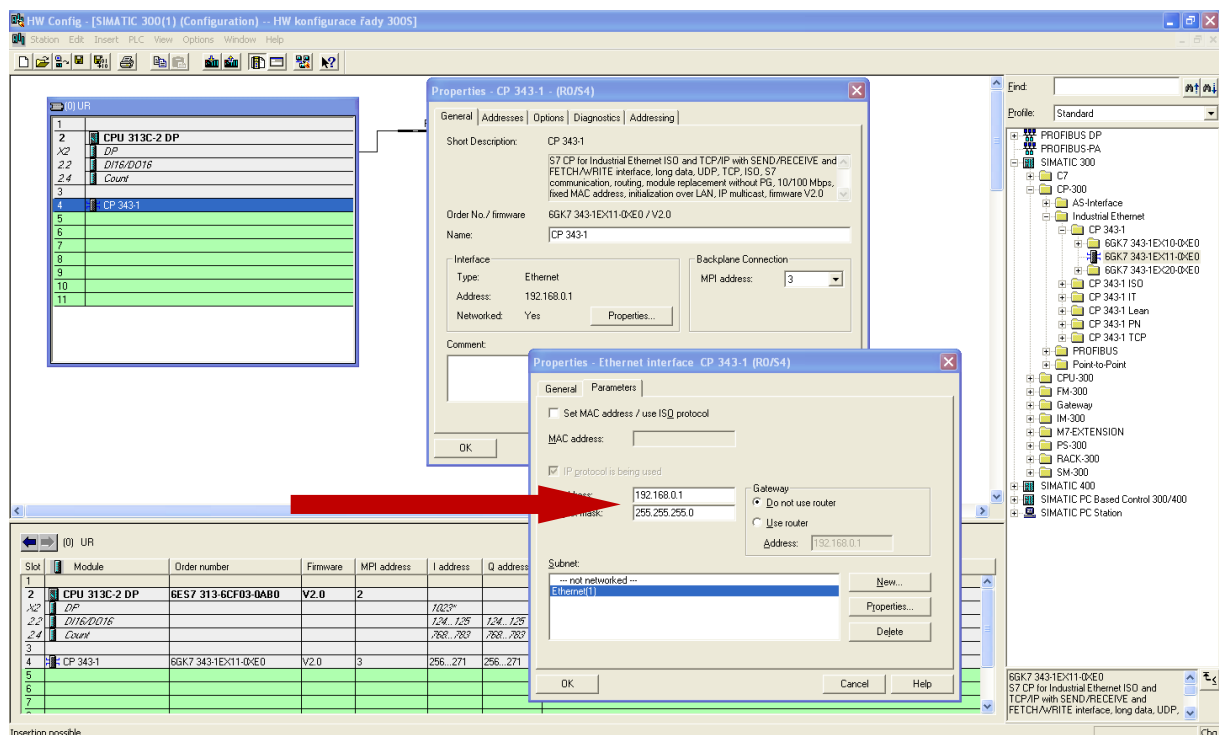 HW Config - [SIMATIC 300(1) (Configuration) -- HW konfigurace řady 300S]
Station Edit Insert PLC View Options Window Help
(0) UR
1
2 CPU 313C-2 DP
X2 DP
2.2 DI16/DO16
2.4 Count
3
4 CP 343-1
5
6
7
8
9
10
11
Properties - CP 343-1 - (R0/S4)
General Addresses Options Diagnostics Addressing
Short Description: CP 343-1
S7 CP for Industrial Ethernet ISO and TCP/IP with SEND/RECEIVE and
FETCH/WRITE interface, long data, UDP, TCP, ISO, S7
communication, routing, module replacement without PG, 10/100 Mbps,
fixed MAC address, initialization over LAN, IP multicast, firmware V2.0
Order No./ firmware 6GK7 343-1EX11-0XE0 / V2.0
Name: CP 343-1
Interface
Type: Ethernet
Address: 192.168.0.1
Networked: Yes Properties...
Backplane Connection
MPI address: 3
Comment:
OK
Properties - Ethernet interface CP 343-1 (R0/S4)
General Parameters
Set MAC address / use ISO protocol
MAC address:
IP protocol is being used
192.168.0.1
mask: 255.255.255.0
Gateway
Do not use router
Use router
Address: 192.168.0.1
Subnet:
--- not networked ---
Ethernet(1)
New...
Properties...
Delete
OK Cancel Help
Find:
Profile: Standard
PROFIBUS DP
PROFIBUS-PA
SIMATIC 300
C7
CP-300
AS-Interface
Industrial Ethernet
CP 343-1
6GK7 343-1EX10-0XE0
6GK7 343-1EX11-0XE0
6GK7 343-1EX20-0XE0
CP 343-1 ISO
CP 343-1 IT
CP 343-1 Lean
CP 343-1 PN
CP 343-1 TCP
PROFIBUS
Point-to-Point
CPU-300
FM-300
Gateway
IM-300
M7-EXTENSION
PS-300
RACK-300
SM-300
SIMATIC 400
SIMATIC PC Based Control 300/400
SIMATIC PC Station
(0) UR
Slot Module Order number Firmware MPI address I address Q address
1
2 CPU 313C-2 DP 6ES7 313-6CF03-0AB0 V2.0 2
X2 DP 1023*
2.2 DI16/DO16 124...125 124...125
2.4 Count 768...783 768...783
3
4 CP 343-1 6GK7 343-1EX11-0XE0 V2.0 3 256...271 256...271
5
6
7
6GK7 343-1EX11-0XE0
S7 CP for Industrial Ethernet ISO and
TCP/IP with SEND/RECEIVE and
FETCH/WRITE interface, long data, UDP,
Insertion possible Chg